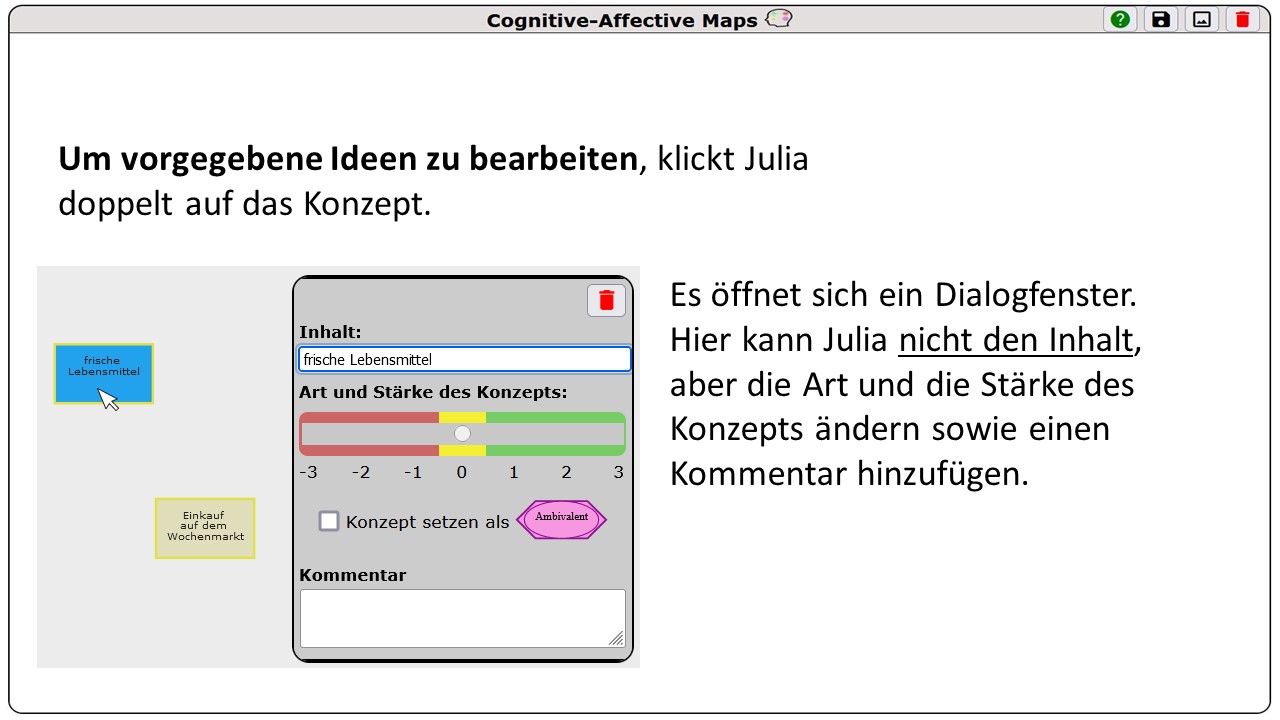 Cognitive-Affective Maps
Um vorgegebene Ideen zu bearbeiten, klickt Julia
doppelt auf das Konzept.
frische
Lebensmittel
Einkauf
auf dem
Wochenmarkt
Inhalt:
frische Lebensmittel
Art und Stärke des Konzepts:
-3 -2 -1 0 1 2 3
Konzept setzen als
Ambivalent
Kommentar
Es öffnet sich ein Dialogfenster.
Hier kann Julia nicht den Inhalt,
aber die Art und die Stärke des
Konzepts ändern sowie einen
Kommentar hinzufügen.